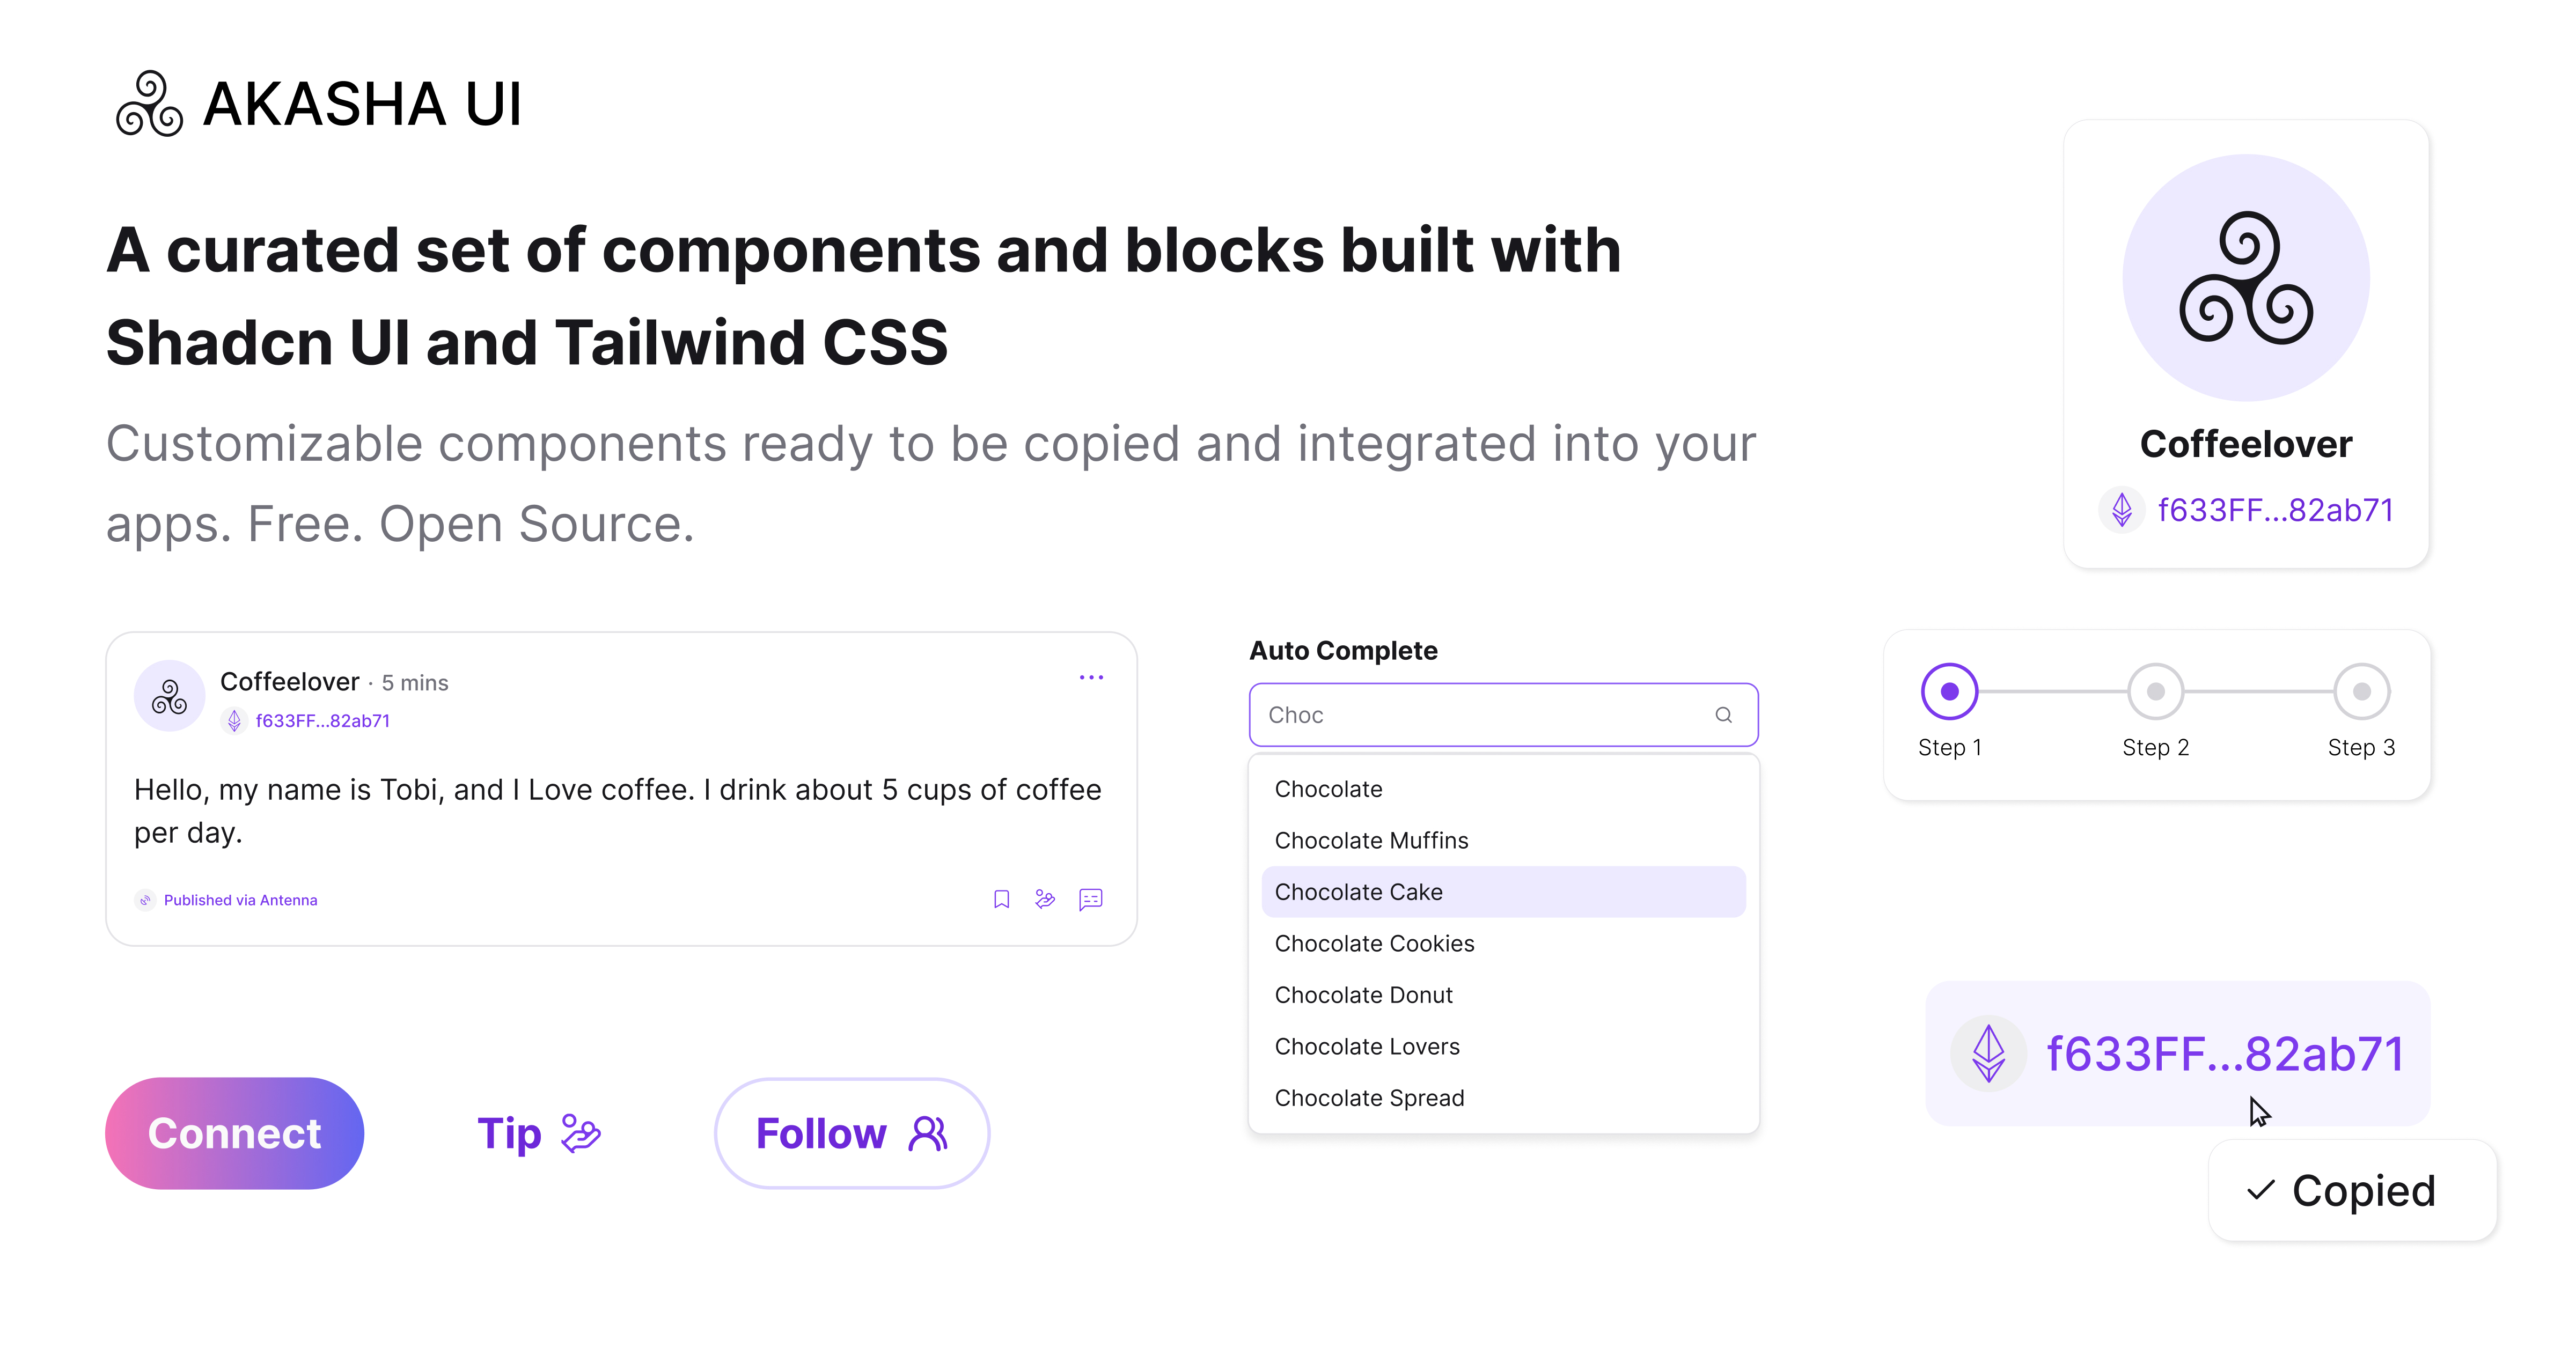 AKASHA UI
A curated set of components and blocks built with
Shadcn UI and Tailwind CSS
Customizable components ready to be copied and integrated into your
apps. Free. Open Source.
Coffeelover
f633FF...82ab71
Coffeelover · 5 mins
f633FF...82ab71
Hello, my name is Tobi, and I Love coffee. I drink about 5 cups of coffee
per day.
Published via Antenna
Auto Complete
Choc
Chocolate
Chocolate Muffins
Chocolate Cake
Chocolate Cookies
Chocolate Donut
Chocolate Lovers
Chocolate Spread
Step 1
Step 2
Step 3
Connect
Tip
Follow
f633FF...82ab71
Copied